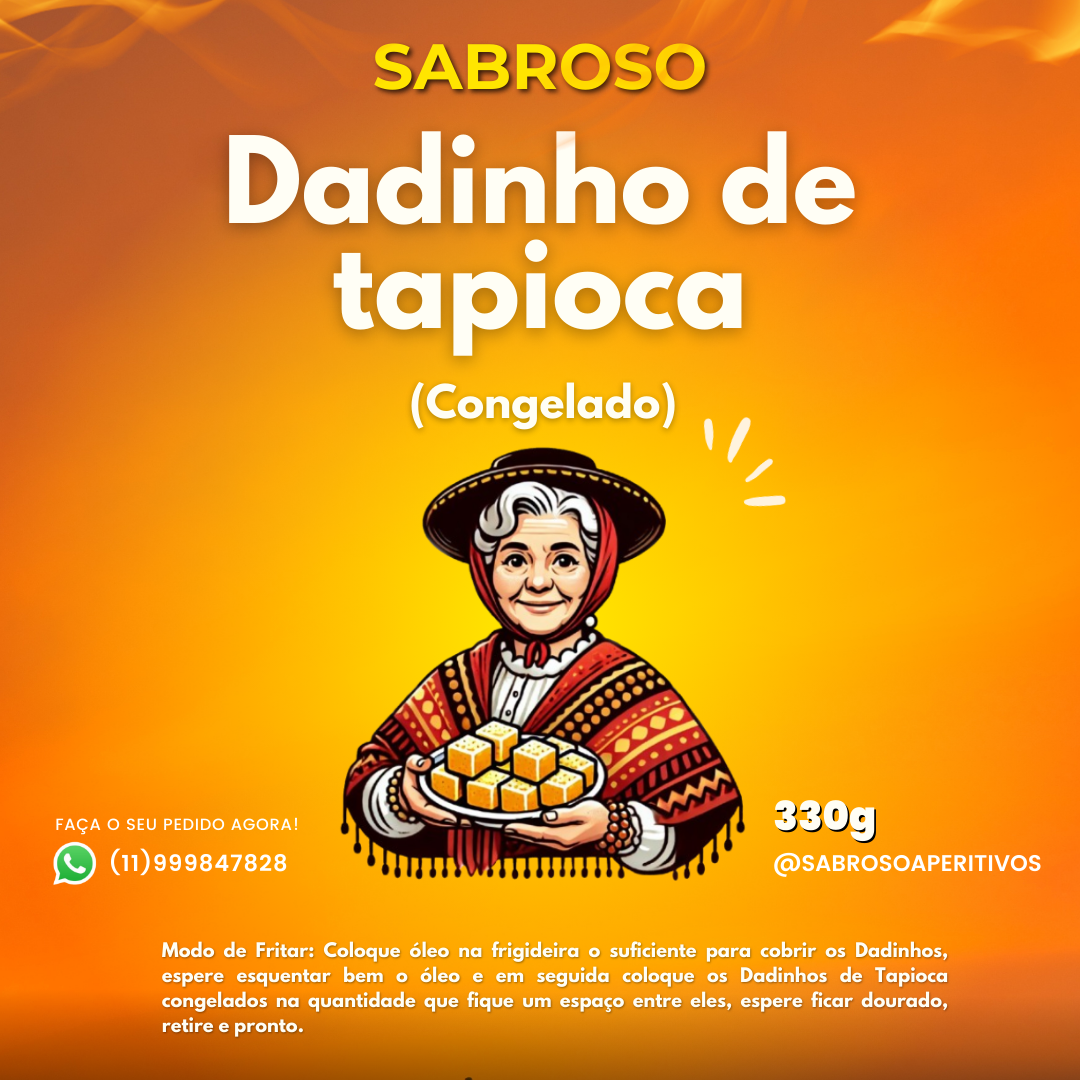 SABROSO
Dadinho de
tapioca
(Congelado)
FAÇA O SEU PEDIDO AGORA!
(11)999847828
330g
@SABROSOAPERITIVOS
Modo de Fritar: Coloque óleo na frigideira o suficiente para cobrir os Dadinhos,
espere esquentar bem o óleo e em seguida coloque os Dadinhos de Tapioca
congelados na quantidade que fique um espaço entre eles, espere ficar dourado,
retire e pronto.